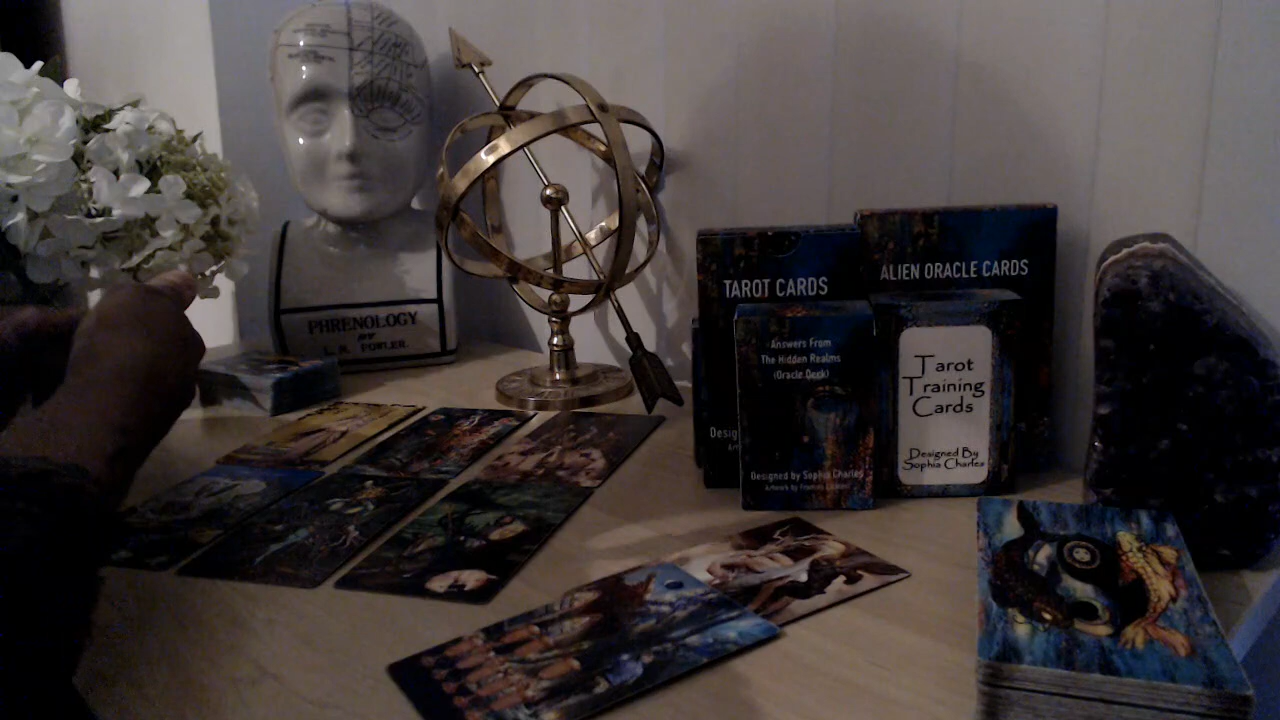 PHRENOLOGY
BY
L. N. FOWLER.
TAROT CARDS
ALIEN ORACLE CARDS
Answers From
The Hidden Realms
(Oracle Deck)
Designed by Sophia Charles
Tarot
Training
Cards
Designed By
Sophia Charles